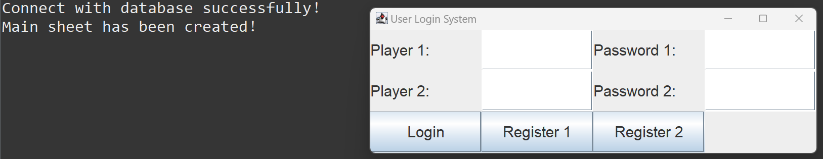 Connect with database successfully!
Main sheet has been created!
User Login System
Player 1: Password 1:
Player 2: Password 2:
Login Register 1 Register 2